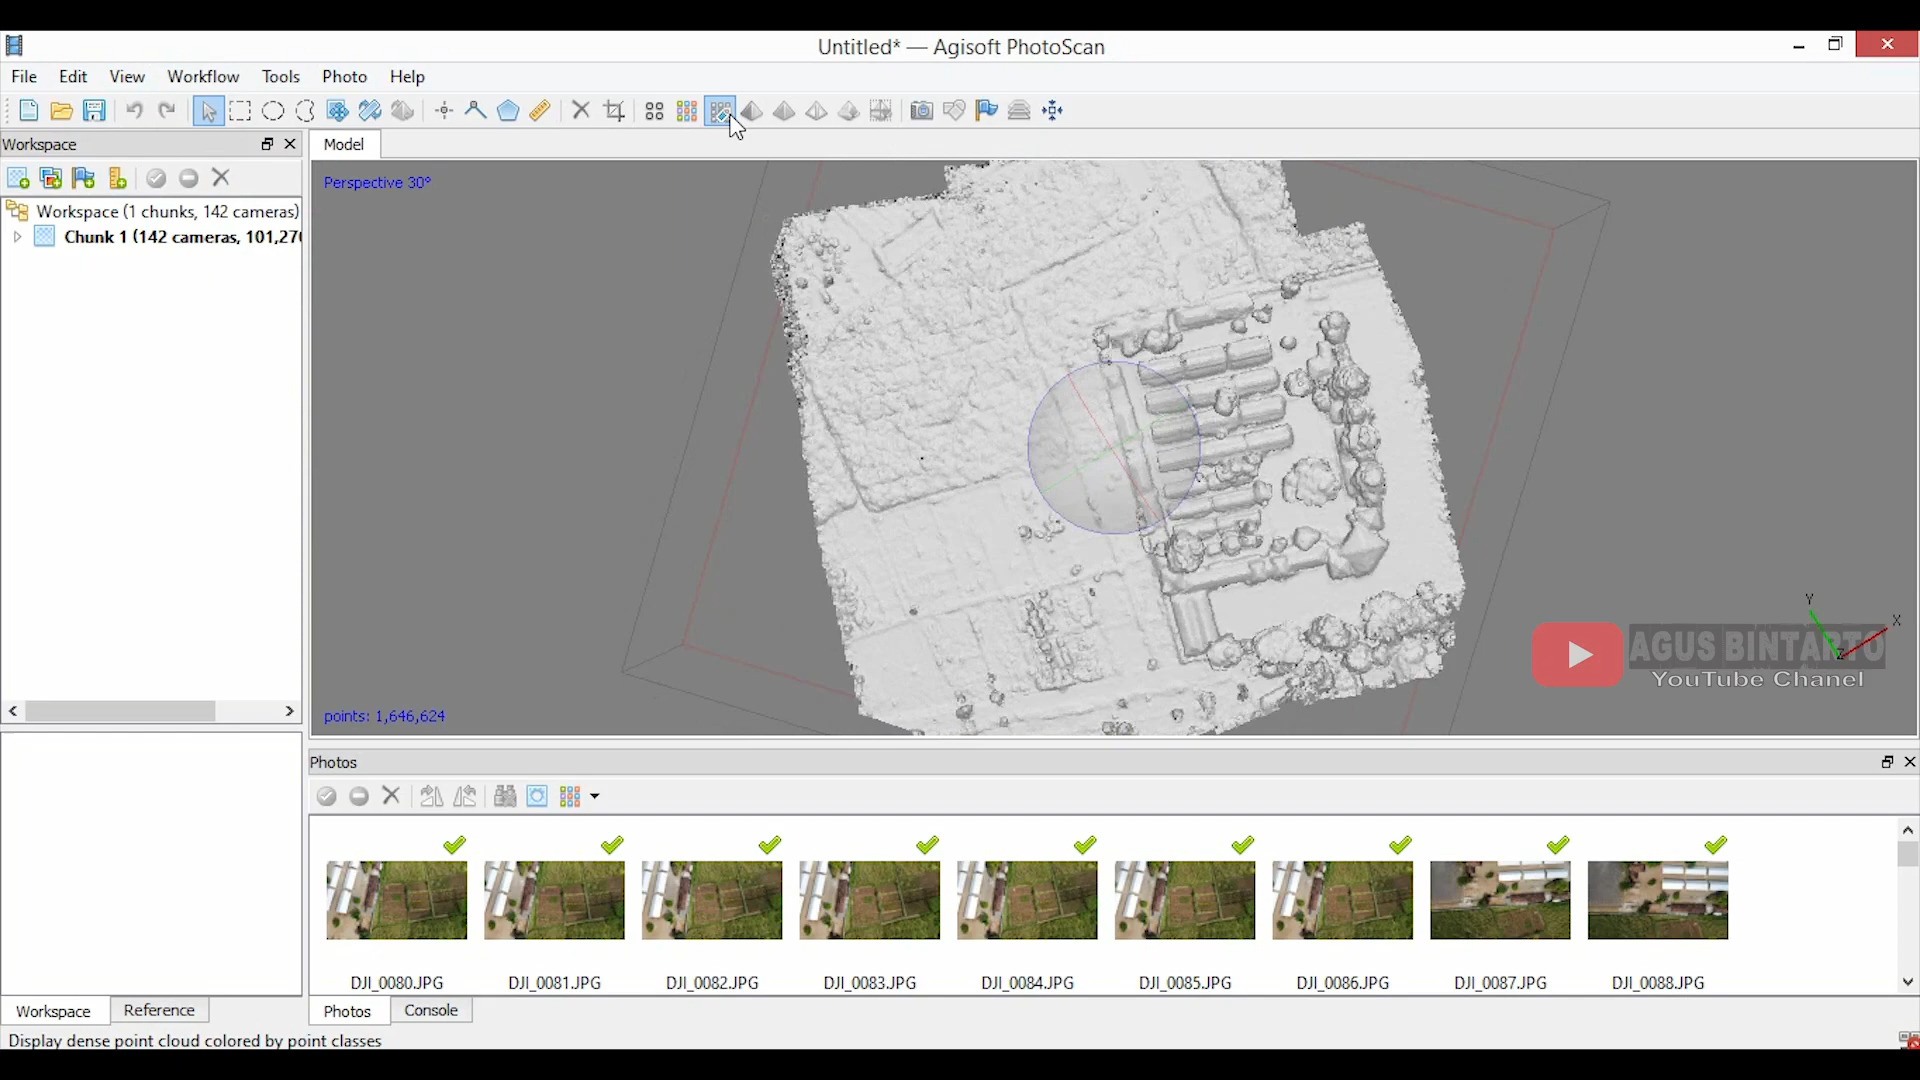 Untitled* — Agisoft PhotoScan
File Edit View Workflow Tools Photo Help
Workspace
Model
Perspective 30°
Workspace (1 chunks, 142 cameras)
Chunk 1 (142 cameras, 101,27
Y
X
Z
AGUS BINTARTO
YouTube Chanel
points: 1,646,624
Photos
DJI_0080.JPG DJI_0081.JPG DJI_0082.JPG DJI_0083.JPG DJI_0084.JPG DJI_0085.JPG DJI_0086.JPG DJI_0087.JPG DJI_0088.JPG
Workspace Reference
Photos Console
Display dense point cloud colored by point classes